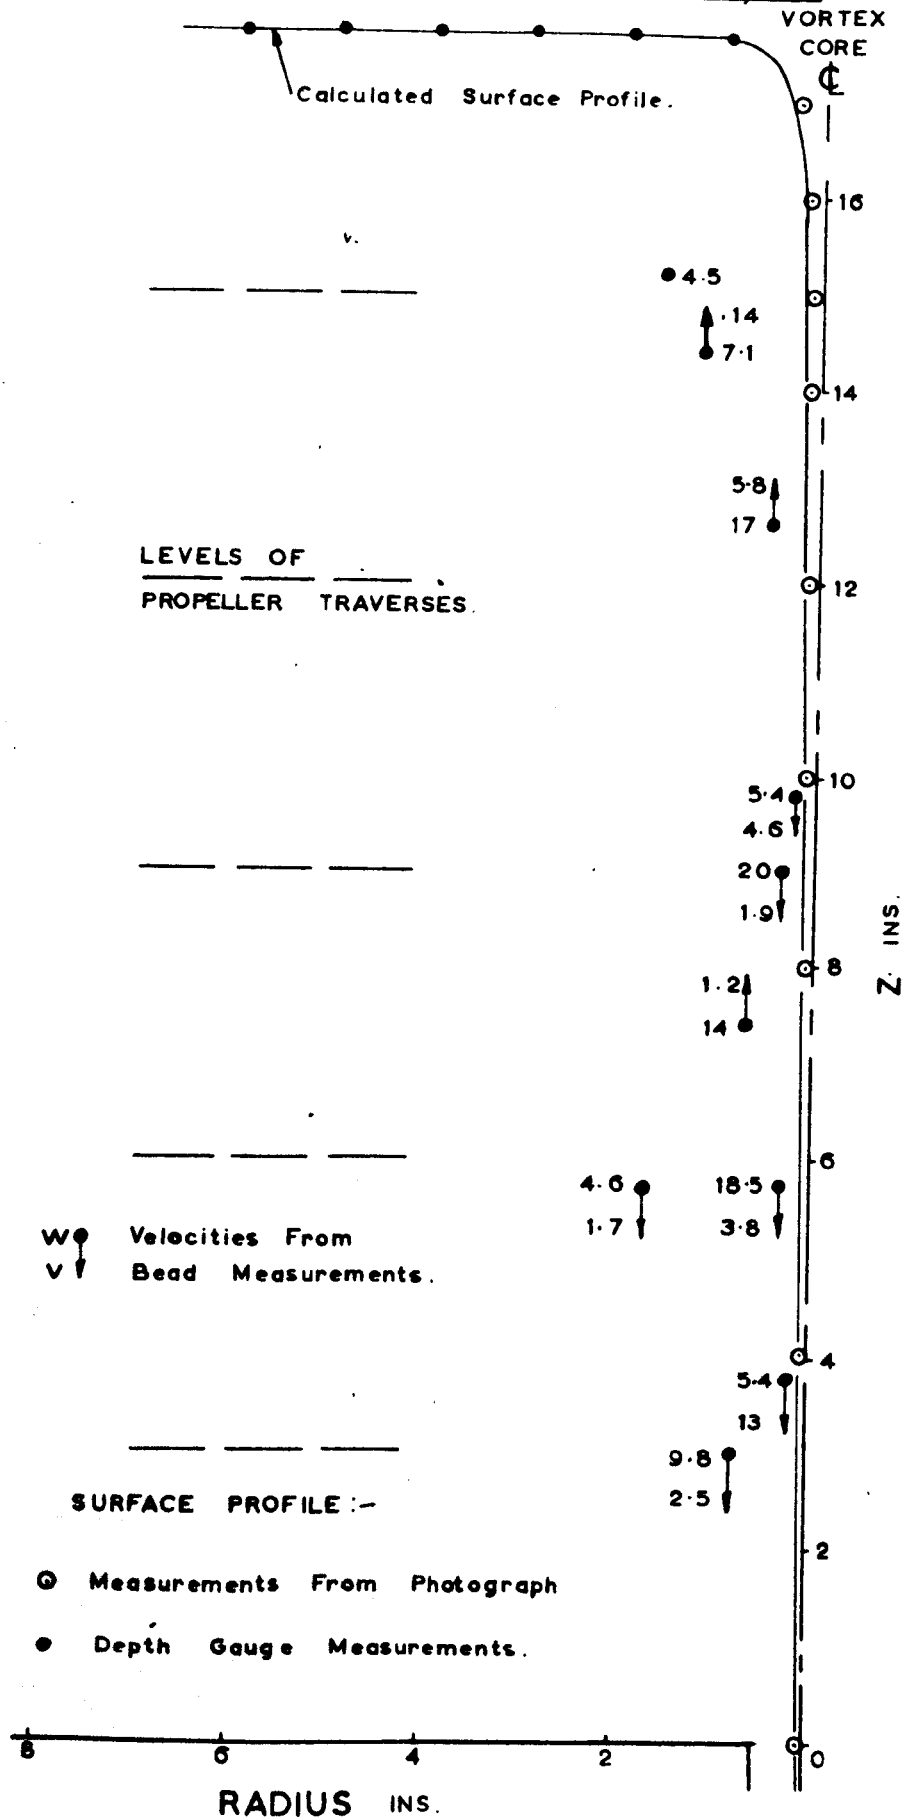 VORTEX
CORE
℄
Calculated Surface Profile.
16
4.5
.14
7.1
14
5.8
17
LEVELS OF
PROPELLER TRAVERSES.
12
10
5.4
4.6
20
1.9
Z. INS.
8
1.2
14
6
4.6
1.7
18.5
3.8
W Velocities From
V Bead Measurements.
4
5.4
13
9.8
2.5
SURFACE PROFILE :-
2
⊙ Measurements From Photograph
● Depth Gauge Measurements.
8 6 4 2 0
RADIUS INS.